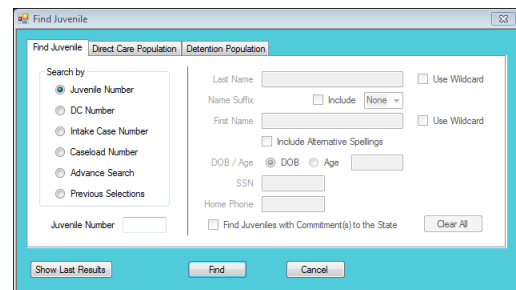 Find Juvenile
Find Juvenile Direct Care Population Detention Population
Search by
Juvenile Number
DC Number
Intake Case Number
Caseload Number
Advance Search
Previous Selections
Juvenile Number
Last Name Use Wildcard
Name Suffix Include None
First Name Use Wildcard
Include Alternative Spellings
DOB / Age DOB Age
SSN
Home Phone
Find Juveniles with Commitment(s) to the State Clear All
Show Last Results Find Cancel